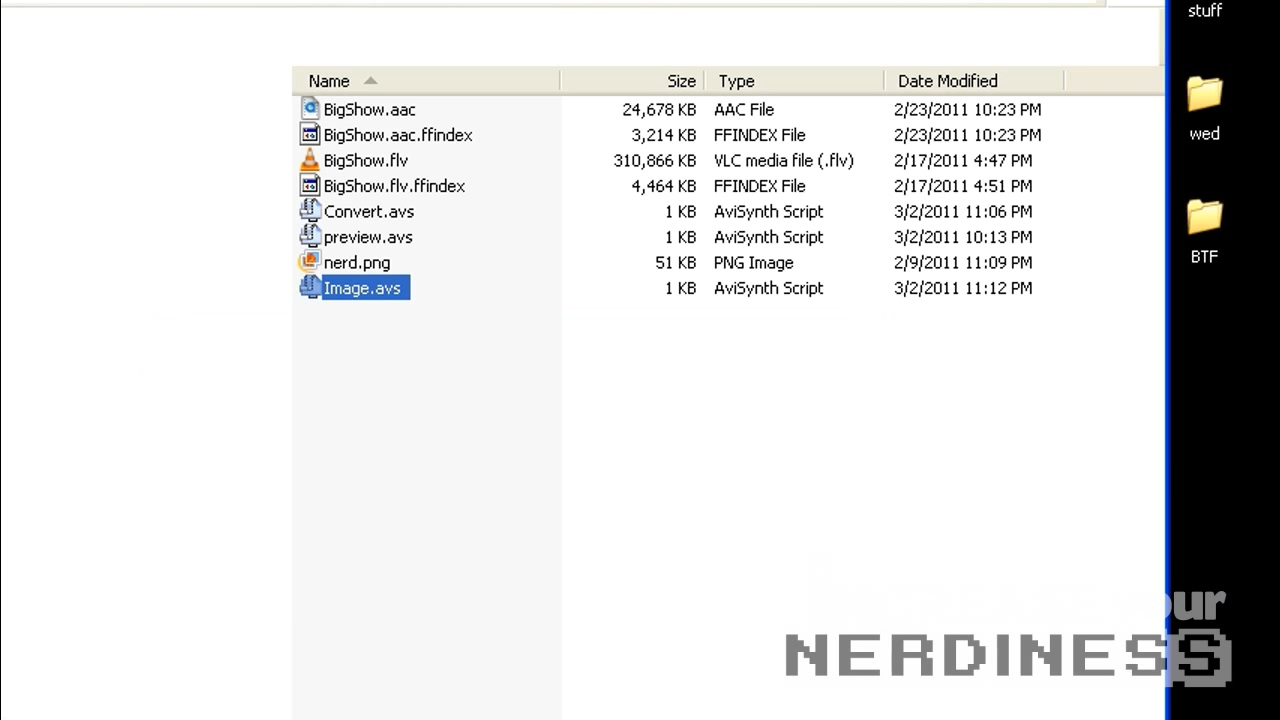 stuff
Name Size Type Date Modified
BigShow.aac 24,678 KB AAC File 2/23/2011 10:23 PM
BigShow.aac.ffindex 3,214 KB FFINDEX File 2/23/2011 10:23 PM
wed
BigShow.flv 310,866 KB VLC media file (.flv) 2/17/2011 4:47 PM
BigShow.flv.ffindex 4,464 KB FFINDEX File 2/17/2011 4:51 PM
Convert.avs 1 KB AviSynth Script 3/2/2011 11:06 PM
preview.avs 1 KB AviSynth Script 3/2/2011 10:13 PM
BTF
nerd.png 51 KB PNG Image 2/9/2011 11:09 PM
Image.avs 1 KB AviSynth Script 3/2/2011 11:12 PM
your
NERDINESS